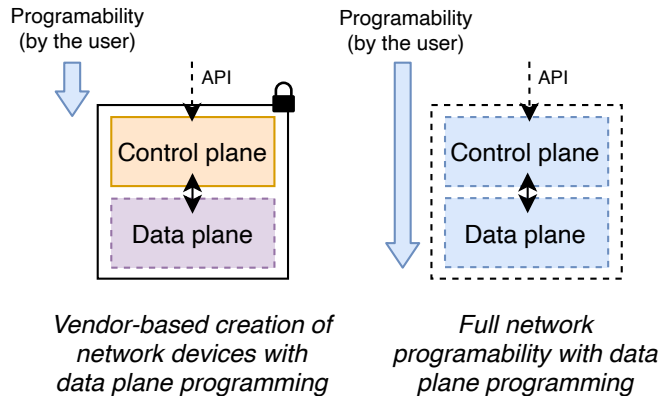 Programability
(by the user)
API
Control plane
Data plane
Vendor-based creation of
network devices with
data plane programming
Programability
(by the user)
API
Control plane
Data plane
Full network
programability with data
plane programming